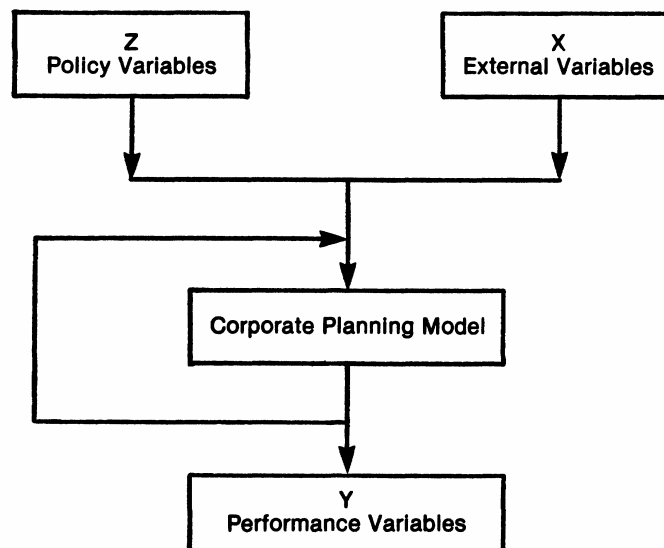 Z
Policy Variables
X
External Variables
Corporate Planning Model
Y
Performance Variables